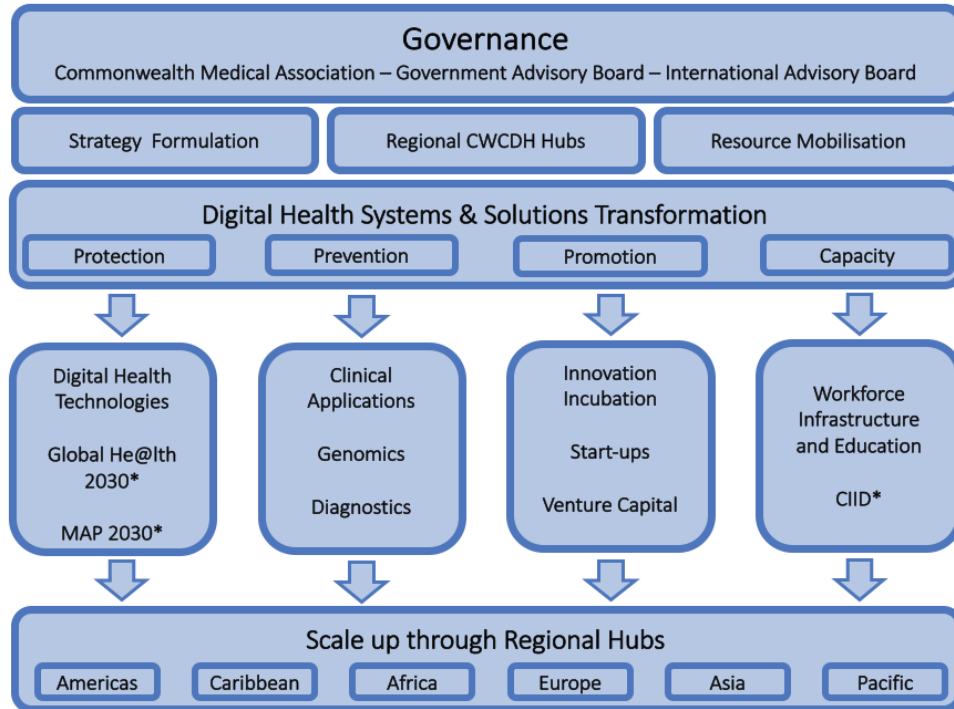 Governance
Commonwealth Medical Association – Government Advisory Board – International Advisory Board
Strategy Formulation
Regional CWCDH Hubs
Resource Mobilisation
Digital Health Systems & Solutions Transformation
Protection
Prevention
Promotion
Capacity
Digital Health
Technologies
Global He@lth
2030*
MAP 2030*
Clinical
Applications
Genomics
Diagnostics
Innovation
Incubation
Start-ups
Venture Capital
Workforce
Infrastructure
and Education
CIID*
Scale up through Regional Hubs
Americas
Caribbean
Africa
Europe
Asia
Pacific